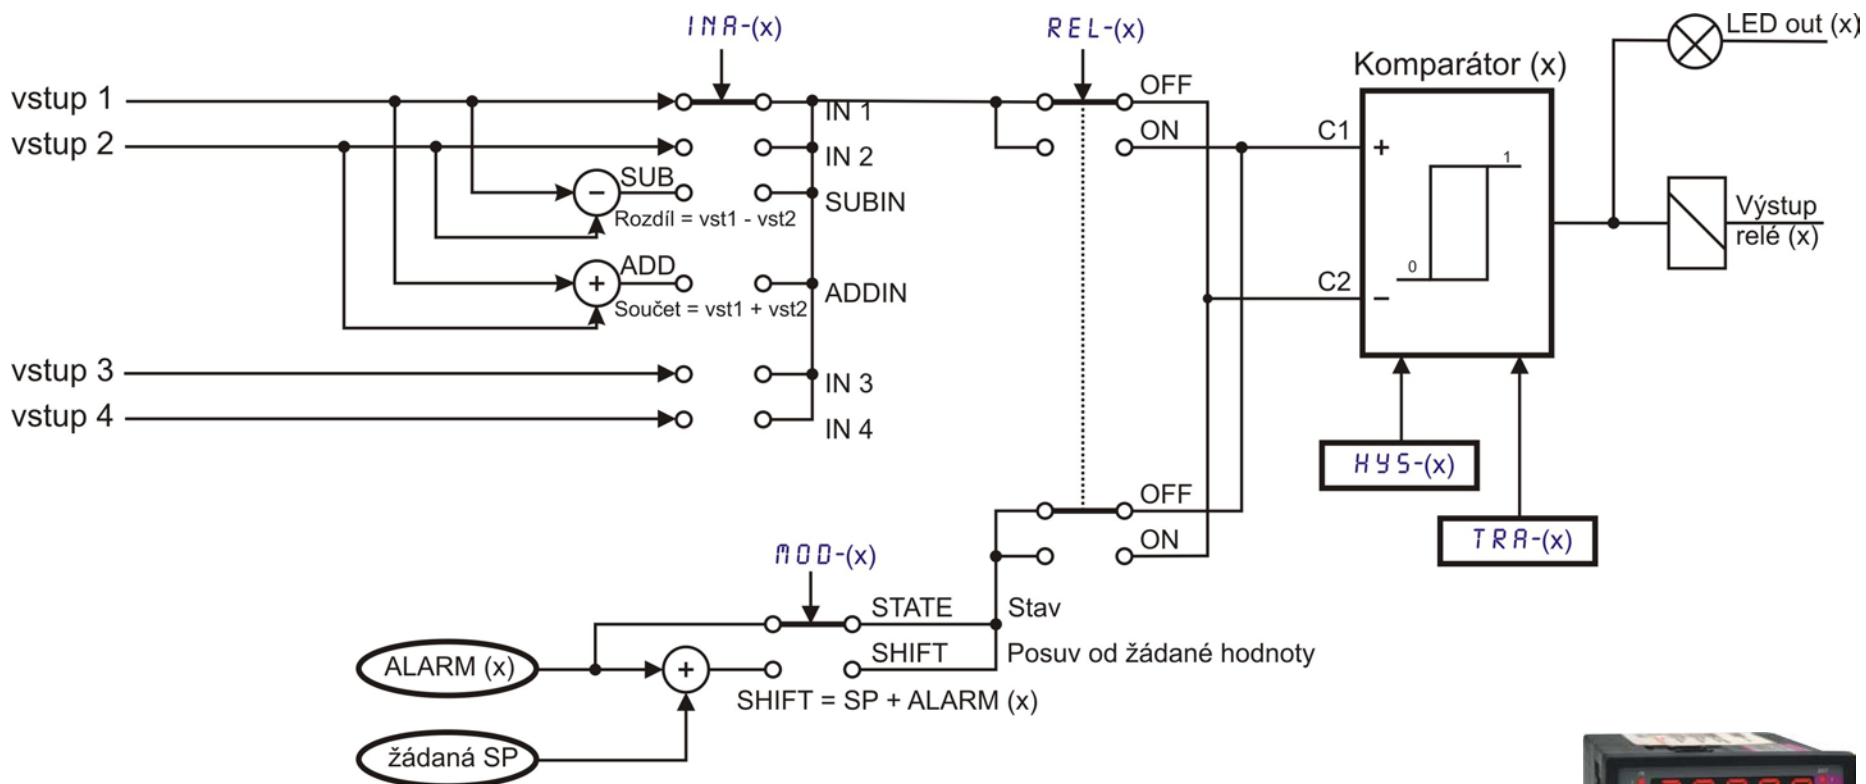 INA-(x)
REL-(x)
LED out (x)
Komparátor (x)
vstup 1
IN 1
OFF
vstup 2
IN 2
ON
C1
+
1
SUB
−
SUBIN
Rozdíl = vst1 - vst2
0
Výstup
relé (x)
ADD
+
ADDIN
Součet = vst1 + vst2
C2
−
vstup 3
IN 3
vstup 4
IN 4
HYS-(x)
OFF
TRA-(x)
ON
MOD-(x)
STATE
Stav
ALARM (x)
+
SHIFT
Posuv od žádané hodnoty
SHIFT = SP + ALARM (x)
žádaná SP